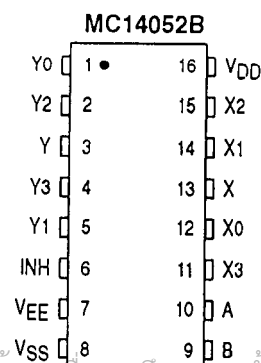 MC14052B
Y0 1 16 VDD
Y2 2 15 X2
Y 3 14 X1
Y3 4 13 X
Y1 5 12 X0
INH 6 11 X3
VEE 7 10 A
VSS 8 9 B